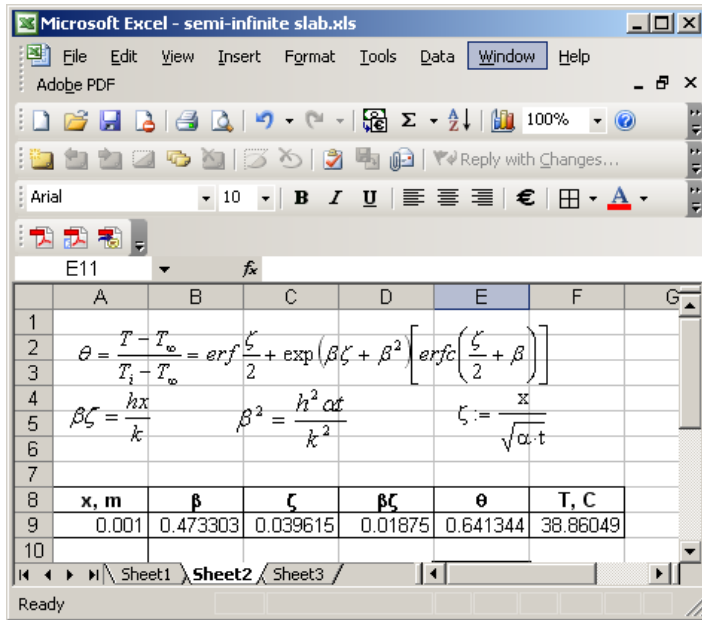 Microsoft Excel - semi-infinite slab.xls
File Edit View Insert Format Tools Data Window Help
Adobe PDF
Σ 100%
Reply with Changes...
Arial 10 B I U € A
E11 fx
A B C D E F G
1
2 θ = (T − T∞)/(Ti − T∞) = erf ζ/2 + exp(βζ + β²)[erfc(ζ/2 + β)]
3
4 βζ = hx/k β² = h²αt/k² ζ := x/√(α·t)
5
6
7
8 x, m β ζ βζ θ T, C
9 0.001 0.473303 0.039615 0.01875 0.641344 38.86049
10
Sheet1 Sheet2 Sheet3
Ready